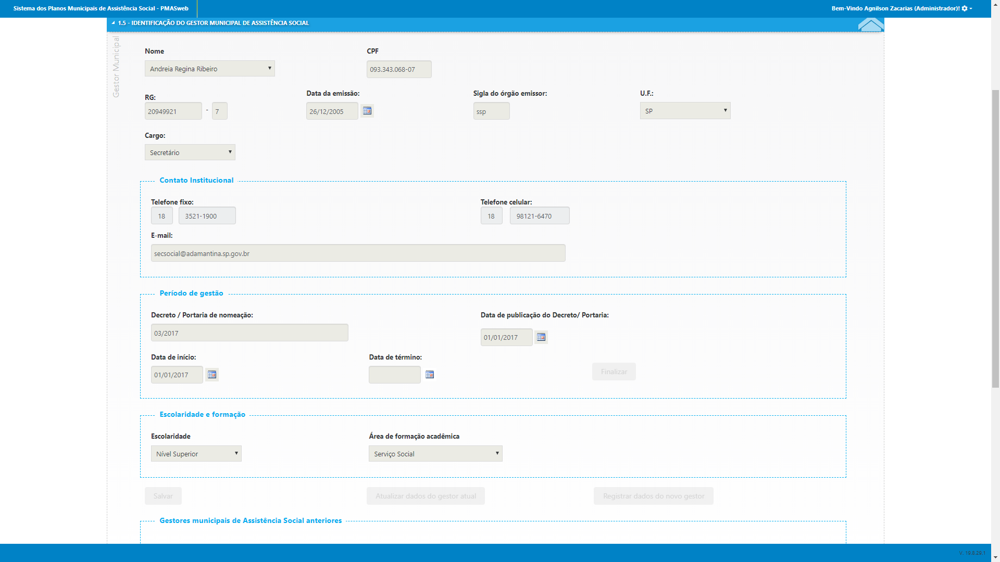 Sistema dos Planos Municipais de Assistência Social - PMASweb
Bem-Vindo Agnilson Zacarias (Administrador)!
1.5 - IDENTIFICAÇÃO DO GESTOR MUNICIPAL DE ASSISTÊNCIA SOCIAL
Gestor Municipal
Nome
CPF
Andreia Regina Ribeiro
093.343.068-07
RG:
Data da emissão:
Sigla do órgão emissor:
U.F.:
20949921 - 7
26/12/2005
ssp
SP
Cargo:
Secretário
Contato Institucional
Telefone fixo:
Telefone celular:
18 3521-1900
18 98121-6470
E-mail:
secsocial@adamantina.sp.gov.br
Período de gestão
Decreto / Portaria de nomeação:
Data de publicação do Decreto/ Portaria:
03/2017
01/01/2017
Data de início:
Data de término:
01/01/2017
Finalizar
Escolaridade e formação
Escolaridade
Área de formação acadêmica
Nível Superior
Serviço Social
Salvar
Atualizar dados do gestor atual
Registrar dados do novo gestor
Gestores municipais de Assistência Social anteriores
V. 19.8.29.1